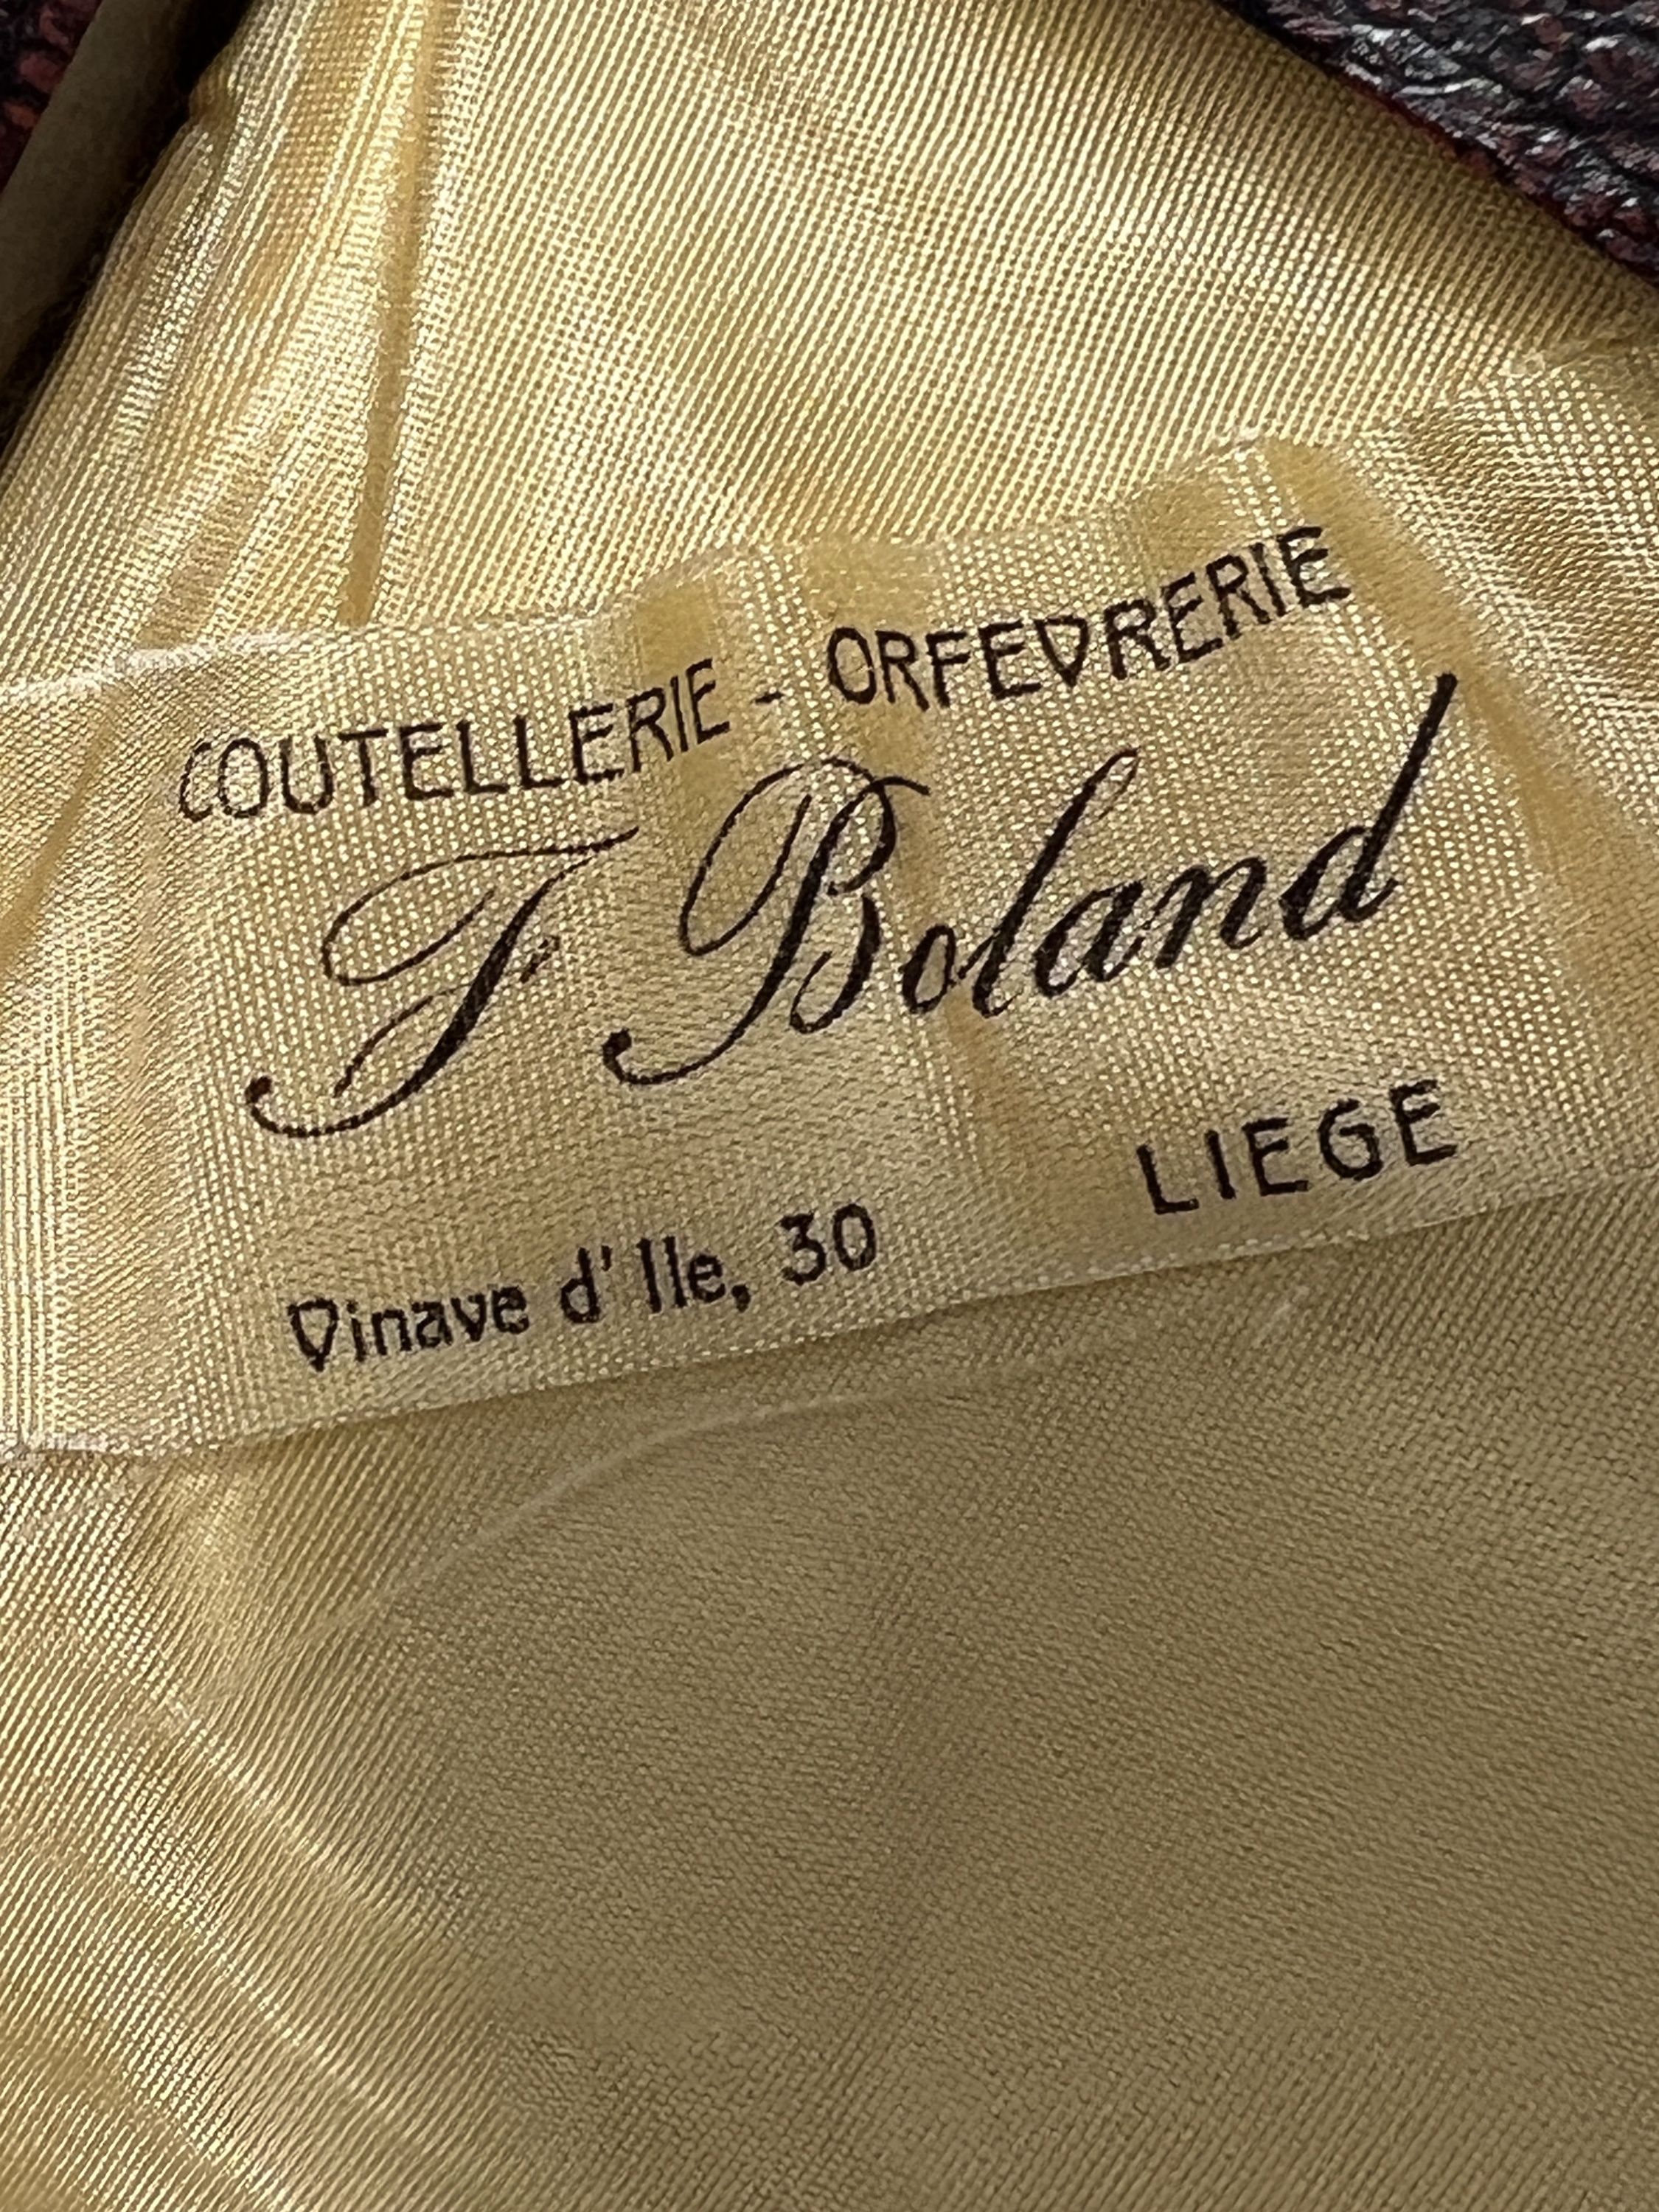 COUTELLERIE - ORFEVRERIE
F Boland
Vinave d'Ile, 30 LIEGE